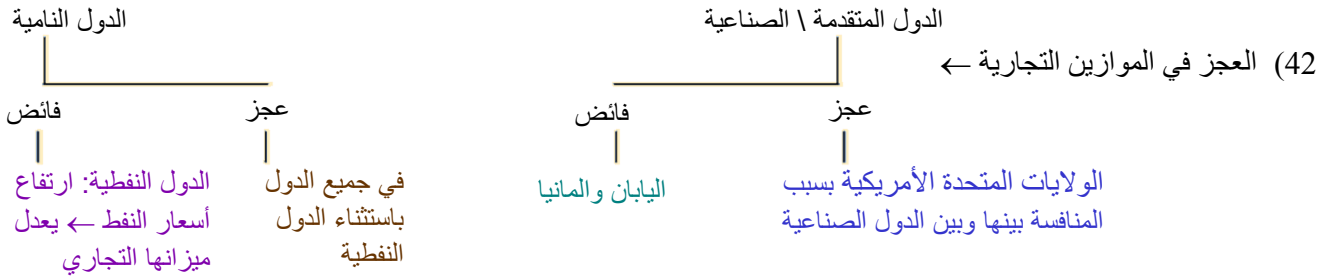 الدول المتقدمة \ الصناعية
الدول النامية
42) العجز في الموازين التجارية ←
عجز
فائض
عجز
فائض
الولايات المتحدة الأمريكية بسبب
المنافسة بينها وبين الدول الصناعية
اليابان والمانيا
في جميع الدول
باستثناء الدول
النفطية
الدول النفطية: ارتفاع
أسعار النفط ← يعدل
ميزانها التجاري